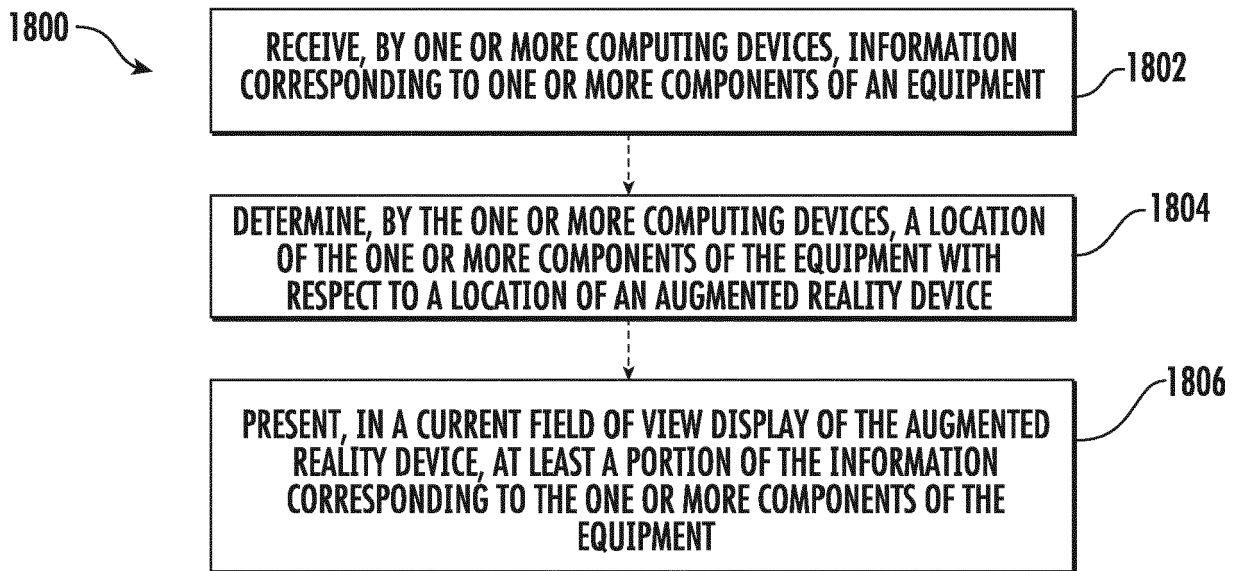 1800
RECEIVE, BY ONE OR MORE COMPUTING DEVICES, INFORMATION
CORRESPONDING TO ONE OR MORE COMPONENTS OF AN EQUIPMENT
1802
DETERMINE, BY THE ONE OR MORE COMPUTING DEVICES, A LOCATION
OF THE ONE OR MORE COMPONENTS OF THE EQUIPMENT WITH
RESPECT TO A LOCATION OF AN AUGMENTED REALITY DEVICE
1804
PRESENT, IN A CURRENT FIELD OF VIEW DISPLAY OF THE AUGMENTED
REALITY DEVICE, AT LEAST A PORTION OF THE INFORMATION
CORRESPONDING TO THE ONE OR MORE COMPONENTS OF THE
EQUIPMENT
1806